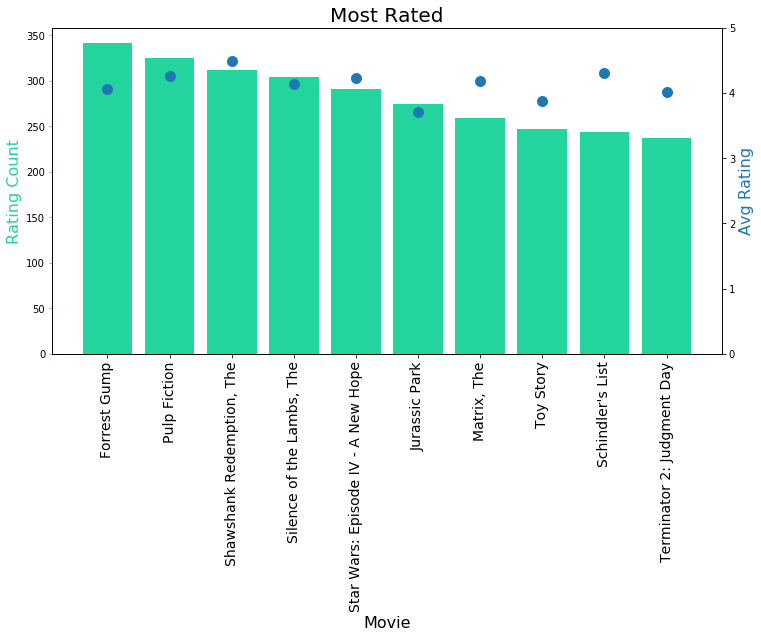 Most Rated
Rating Count
350
300
250
200
150
100
50
0
5
4
3
2
1
0
Avg Rating
Forrest Gump
Pulp Fiction
Shawshank Redemption, The
Silence of the Lambs, The
Star Wars: Episode IV - A New Hope
Jurassic Park
Matrix, The
Toy Story
Schindler's List
Terminator 2: Judgment Day
Movie